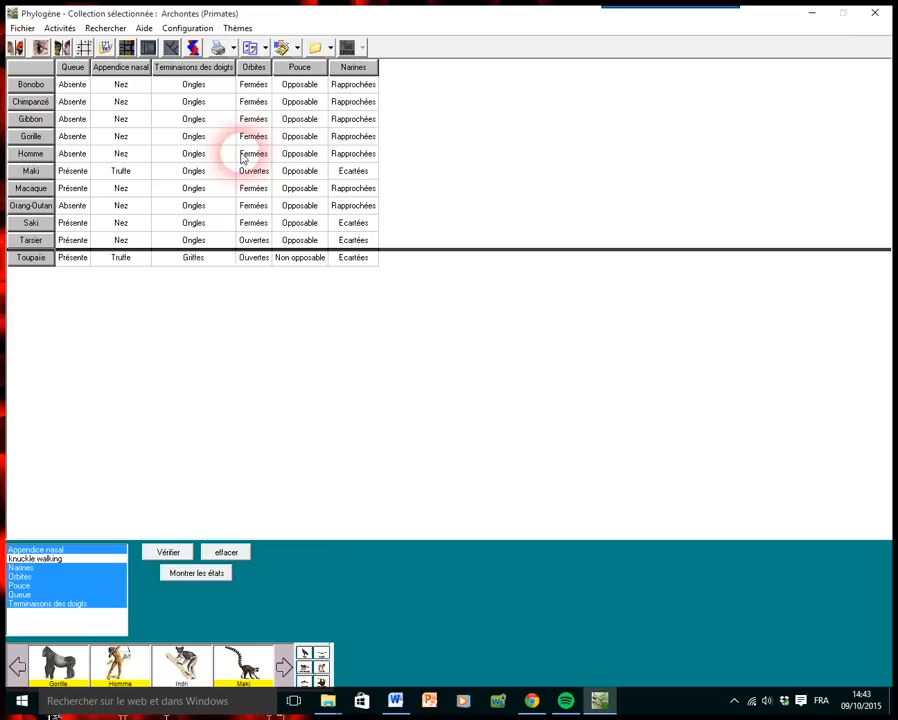 Phylogène - Collection sélectionnée : Archontes (Primates)
Fichier Activités Rechercher Aide Configuration Thèmes
Queue Appendice nasal Terminaisons des doigts Orbites Pouce Narines
Bonobo Absente Nez Ongles Fermées Opposable Rapprochées
Chimpanzé Absente Nez Ongles Fermées Opposable Rapprochées
Gibbon Absente Nez Ongles Fermées Opposable Rapprochées
Gorille Absente Nez Ongles Fermées Opposable Rapprochées
Homme Absente Nez Ongles Fermées Opposable Rapprochées
Maki Présente Truffe Ongles Ouvertes Opposable Ecartées
Macaque Présente Nez Ongles Fermées Opposable Rapprochées
Orang-Outan Absente Nez Ongles Fermées Opposable Rapprochées
Saki Présente Nez Ongles Fermées Opposable Ecartées
Tarsier Présente Nez Ongles Ouvertes Opposable Ecartées
Toupaïe Présente Truffe Griffes Ouvertes Non opposable Ecartées
Appendice nasal
knuckle walking
Narines
Orbites
Pouce
Queue
Terminaisons des doigts
Vérifier effacer
Montrer les états
Gorille Homme Indri Maki
Rechercher sur le web et dans Windows
FRA
14:43
09/10/2015